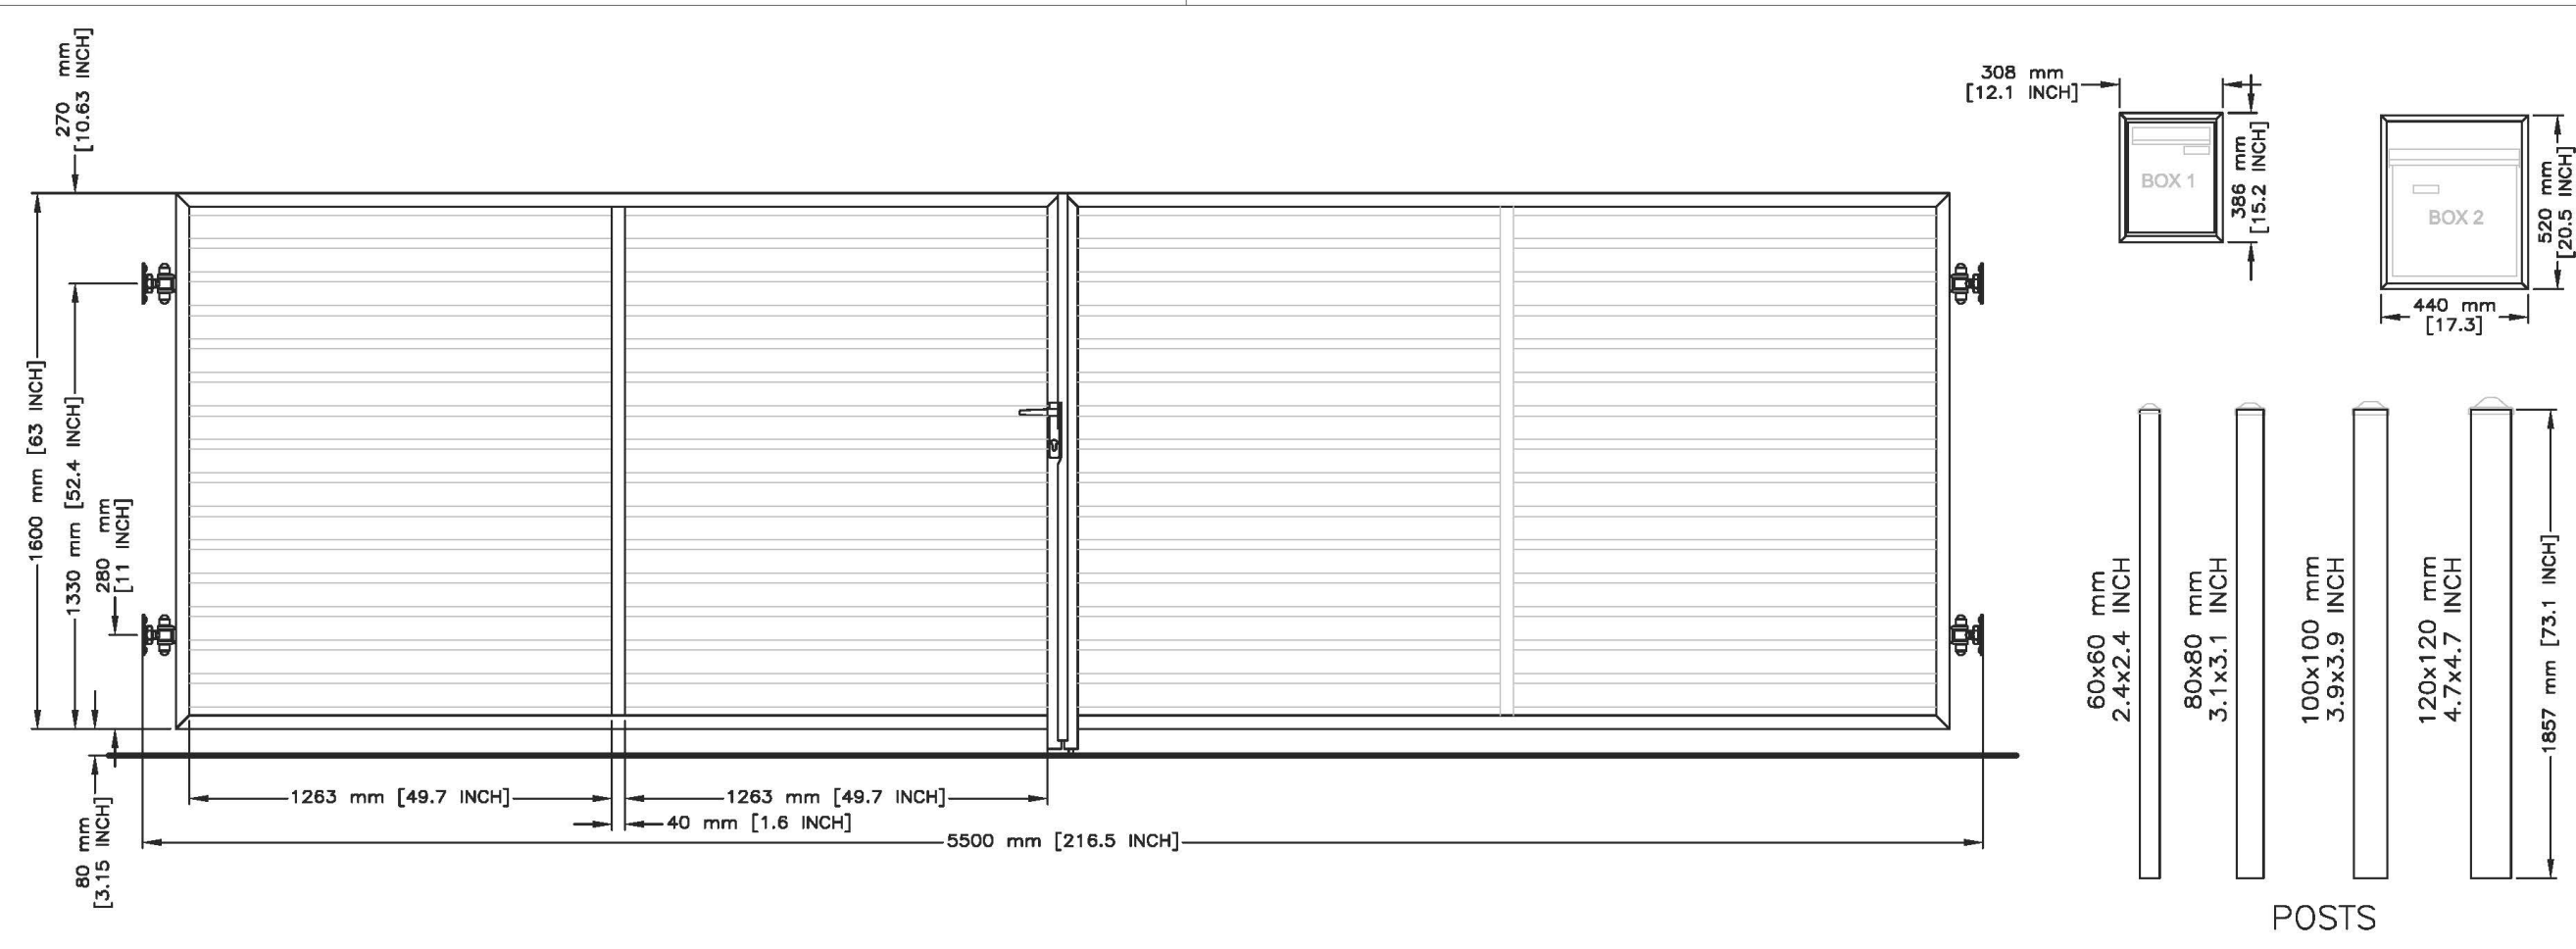 270 mm
[10.63 INCH]
1600 mm [63 INCH]
1330 mm [52.4 INCH]
280 mm
[11 INCH]
80 mm
[3.15 INCH]
1263 mm [49.7 INCH]
1263 mm [49.7 INCH]
40 mm [1.6 INCH]
5500 mm [216.5 INCH]
308 mm
[12.1 INCH]
BOX 1
386 mm
[15.2 INCH]
BOX 2
520 mm
[20.5 INCH]
440 mm
[17.3]
60x60 mm
2.4x2.4 INCH
80x80 mm
3.1x3.1 INCH
100x100 mm
3.9x3.9 INCH
120x120 mm
4.7x4.7 INCH
1857 mm [73.1 INCH]
POSTS